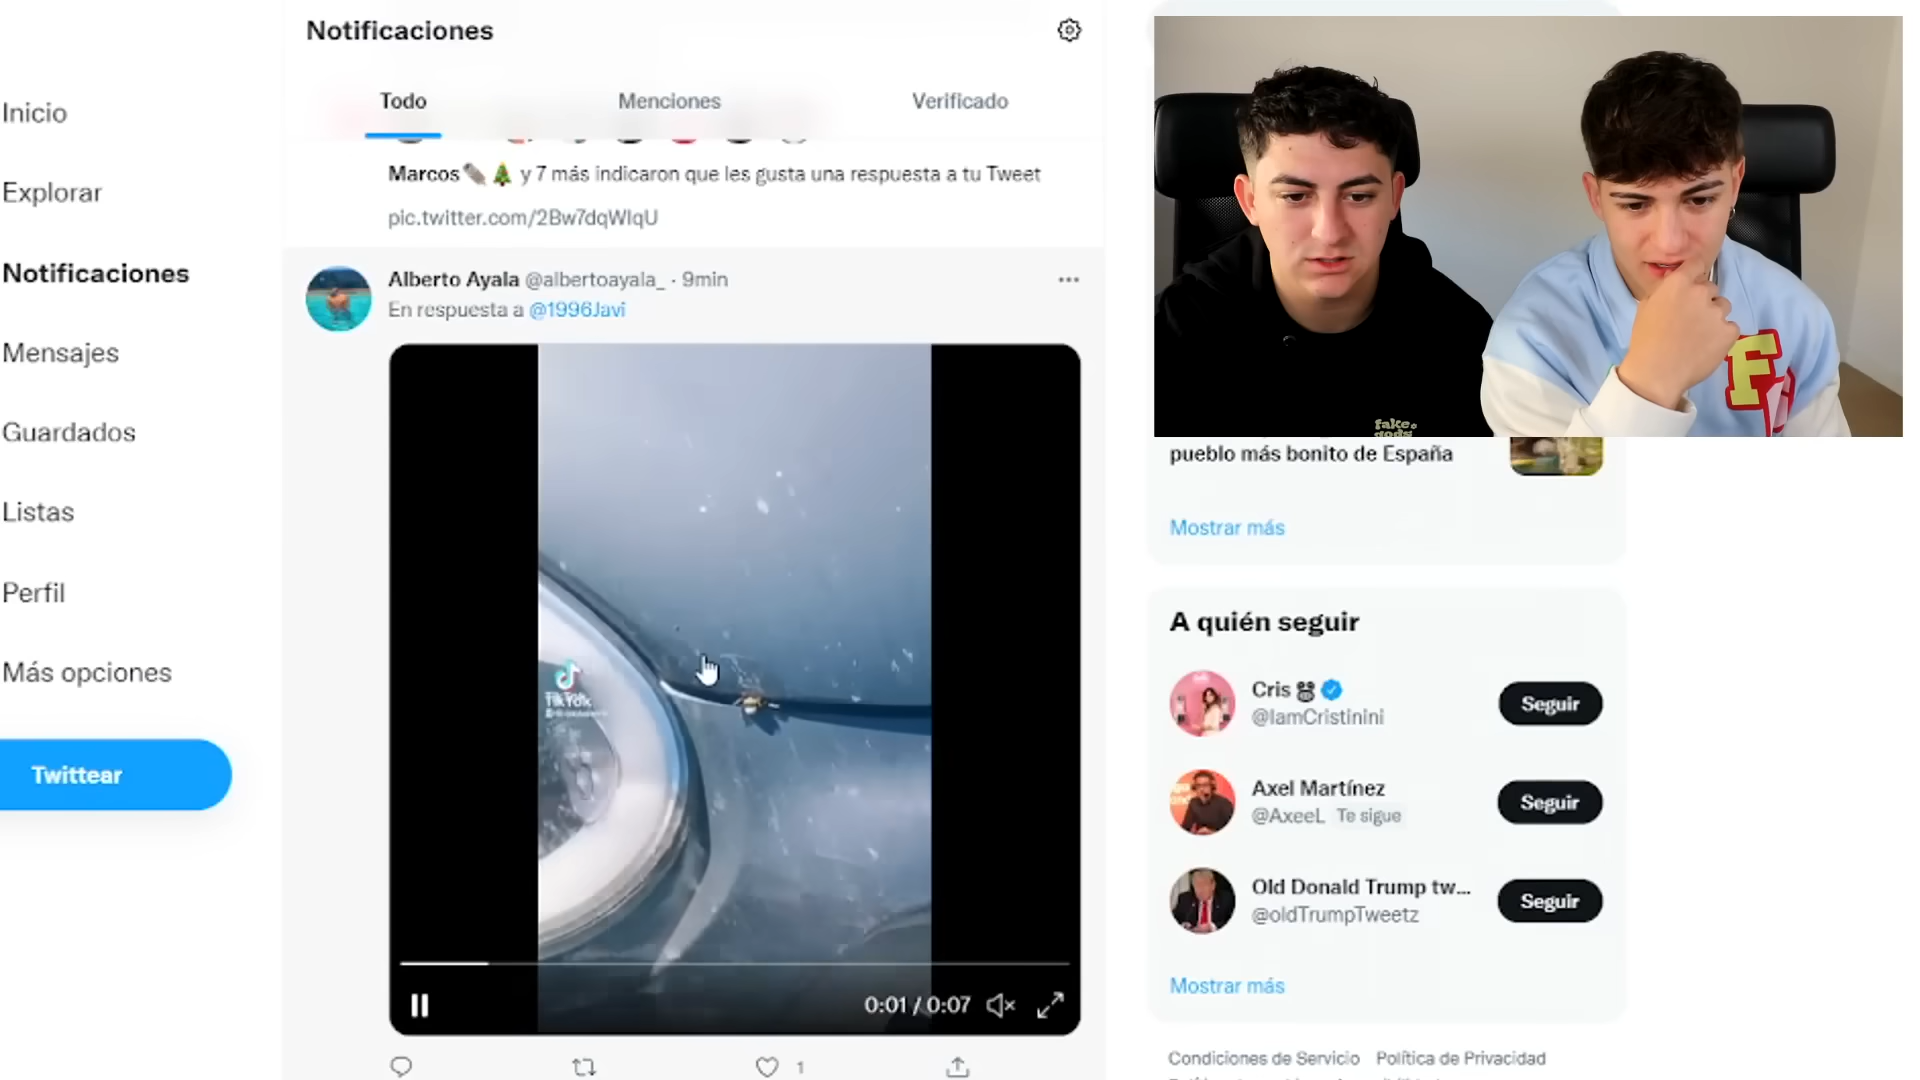 Notificaciones
Todo
Menciones
Verificado
Inicio
Explorar
Notificaciones
Mensajes
Guardados
Listas
Perfil
Más opciones
Twittear
Marcos y 7 más indicaron que les gusta una respuesta a tu Tweet
pic.twitter.com/2Bw7dqWlqU
Alberto Ayala @albertoayala_ · 9min
En respuesta a @1996Javi
TikTok
0:01 / 0:07
1
fake
gods
F
pueblo más bonito de España
Mostrar más
A quién seguir
Cris
@IamCristinini
Seguir
Axel Martínez
@AxeeL Te sigue
Seguir
Old Donald Trump tw...
@oldTrumpTweetz
Seguir
Mostrar más
Condiciones de Servicio Política de Privacidad